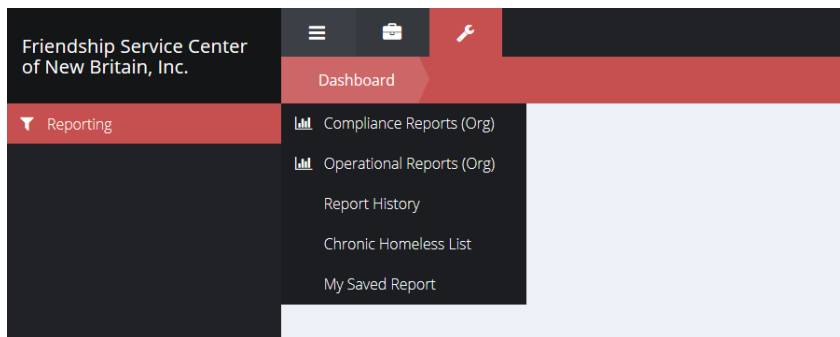 Friendship Service Center
of New Britain, Inc.
Dashboard
Reporting
Compliance Reports (Org)
Operational Reports (Org)
Report History
Chronic Homeless List
My Saved Report